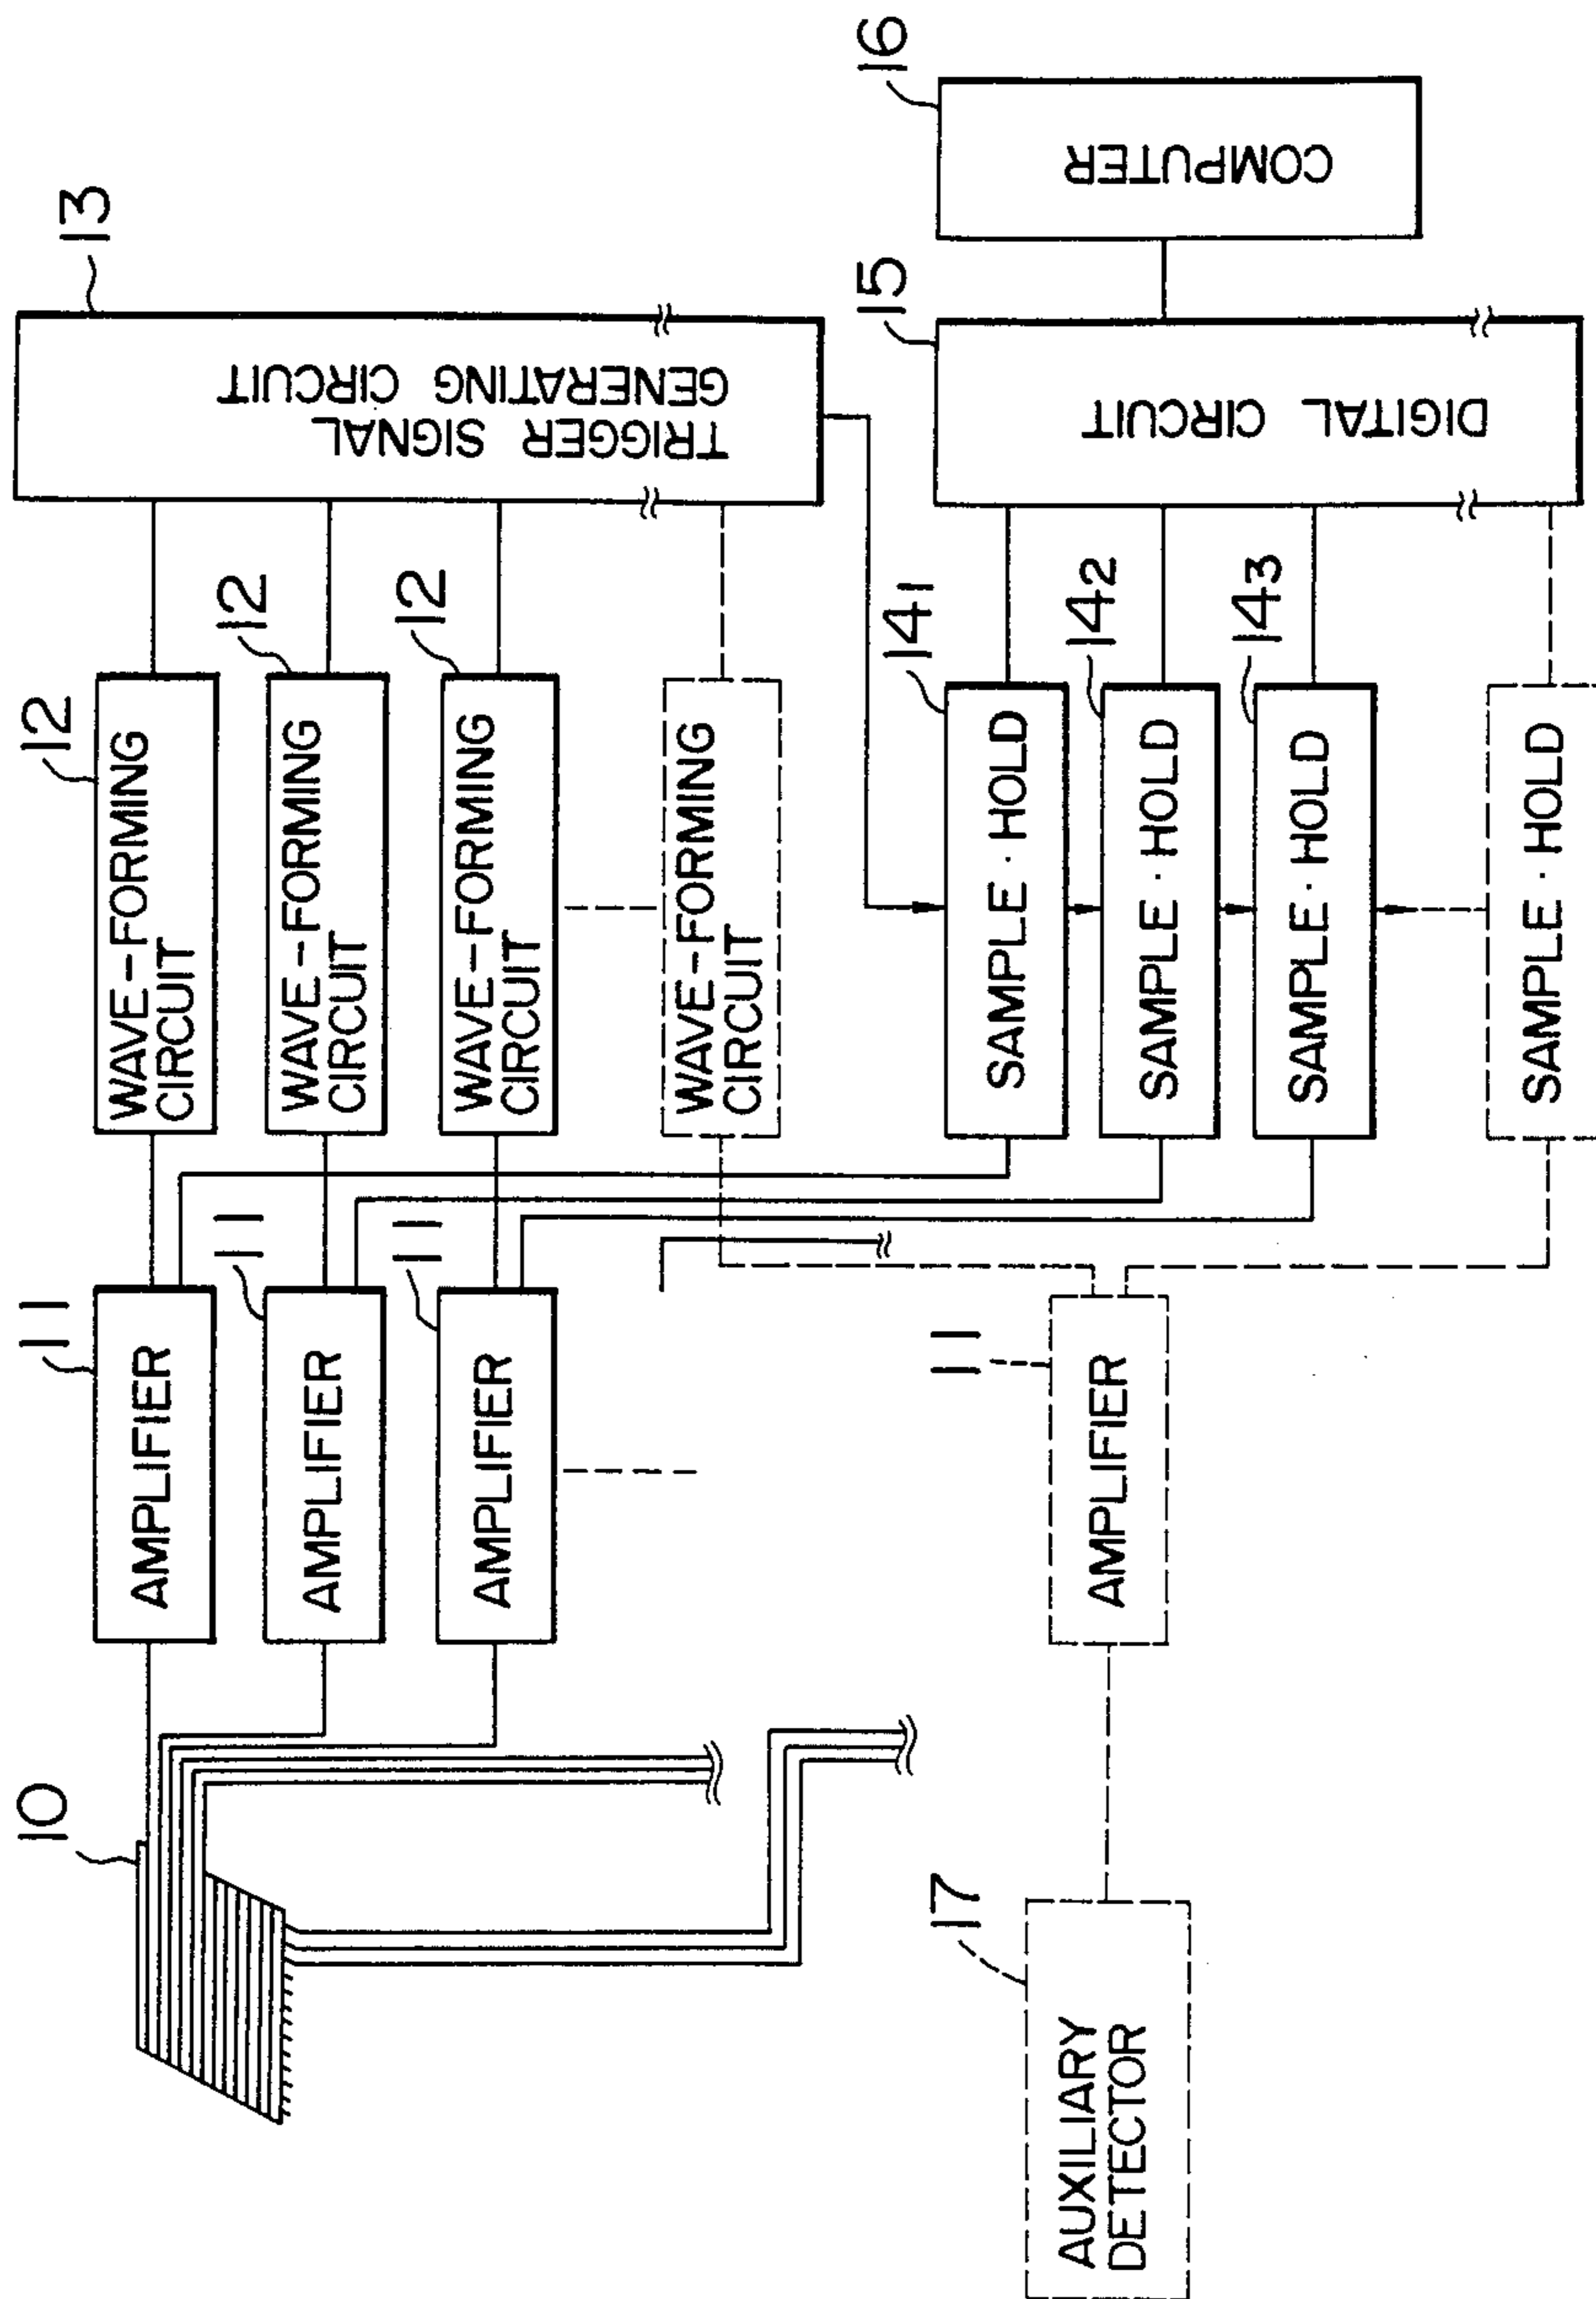 10
11
AMPLIFIER
11
AMPLIFIER
11
AMPLIFIER
12
WAVE-FORMING
CIRCUIT
12
WAVE-FORMING
CIRCUIT
12
WAVE-FORMING
CIRCUIT
WAVE-FORMING
CIRCUIT
13
TRIGGER SIGNAL
GENERATING CIRCUIT
14₁
SAMPLE·HOLD
14₂
SAMPLE·HOLD
14₃
SAMPLE·HOLD
SAMPLE·HOLD
15
DIGITAL CIRCUIT
16
COMPUTER
17
AUXILIARY
DETECTOR
11
AMPLIFIER